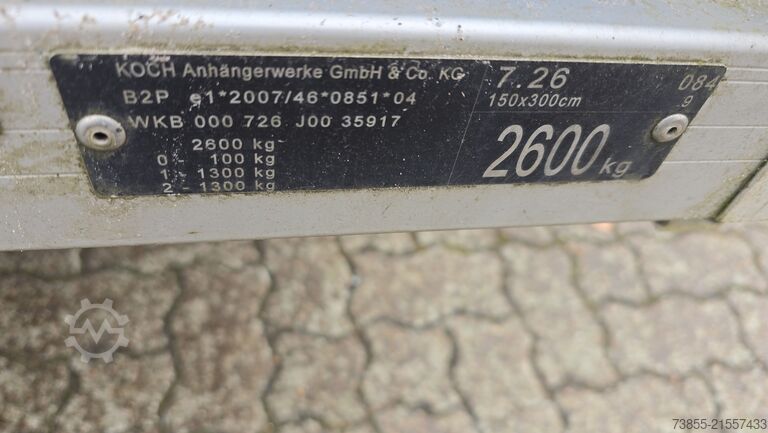 KOCH Anhängerwerke GmbH & Co. KG
B2P e1*2007/46*0851*04
WKB 000 726 J00 35917
2600 kg
0 - 100 kg
1 - 1300 kg
2 - 1300 kg
7.26
150x300cm
084
9
2600 kg
73855-21557433